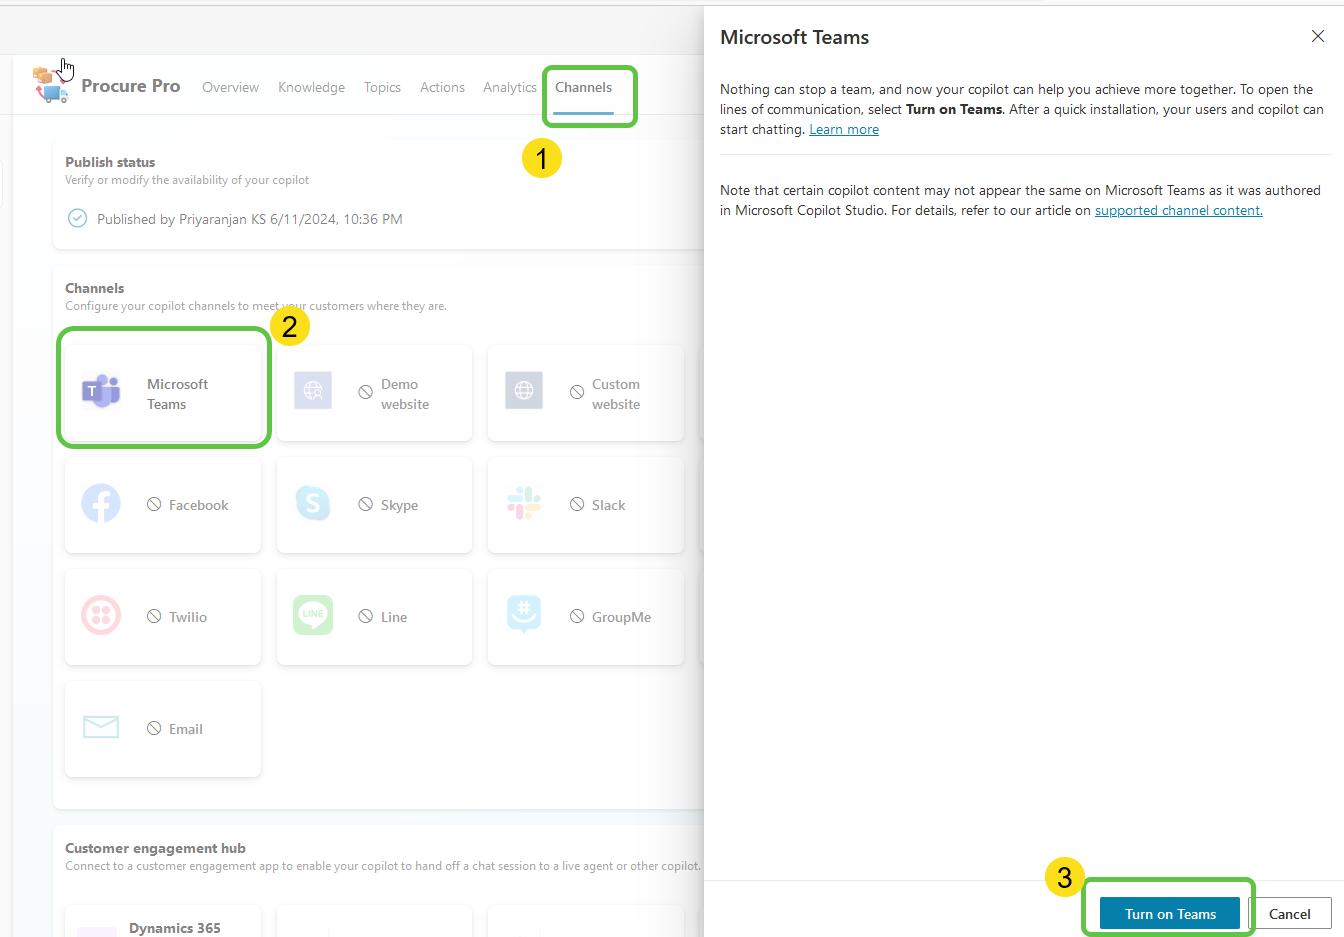 Procure Pro
Overview
Knowledge
Topics
Actions
Analytics
Channels
1
Publish status
Verify or modify the availability of your copilot
Published by Priyaranjan KS 6/11/2024, 10:36 PM
Channels
Configure your copilot channels to meet your customers where they are.
2
T
Microsoft
Teams
Demo
website
Custom
website
Facebook
S
Skype
Slack
Twilio
LINE
Line
#
GroupMe
Email
Customer engagement hub
Connect to a customer engagement app to enable your copilot to hand off a chat session to a live agent or other copilot.
Dynamics 365
Microsoft Teams
Nothing can stop a team, and now your copilot can help you achieve more together. To open the
lines of communication, select Turn on Teams. After a quick installation, your users and copilot can
start chatting. Learn more
Note that certain copilot content may not appear the same on Microsoft Teams as it was authored
in Microsoft Copilot Studio. For details, refer to our article on supported channel content.
3
Turn on Teams
Cancel